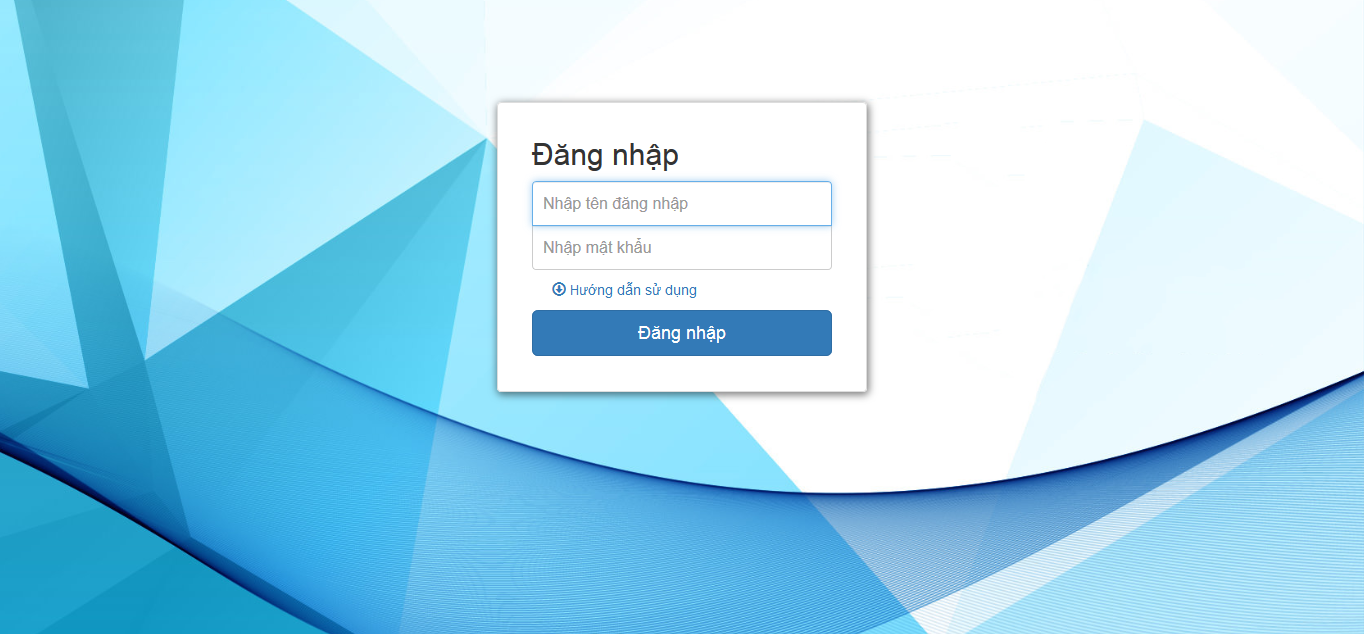 Đăng nhập
Nhập tên đăng nhập
Nhập mật khẩu
Hướng dẫn sử dụng
Đăng nhập